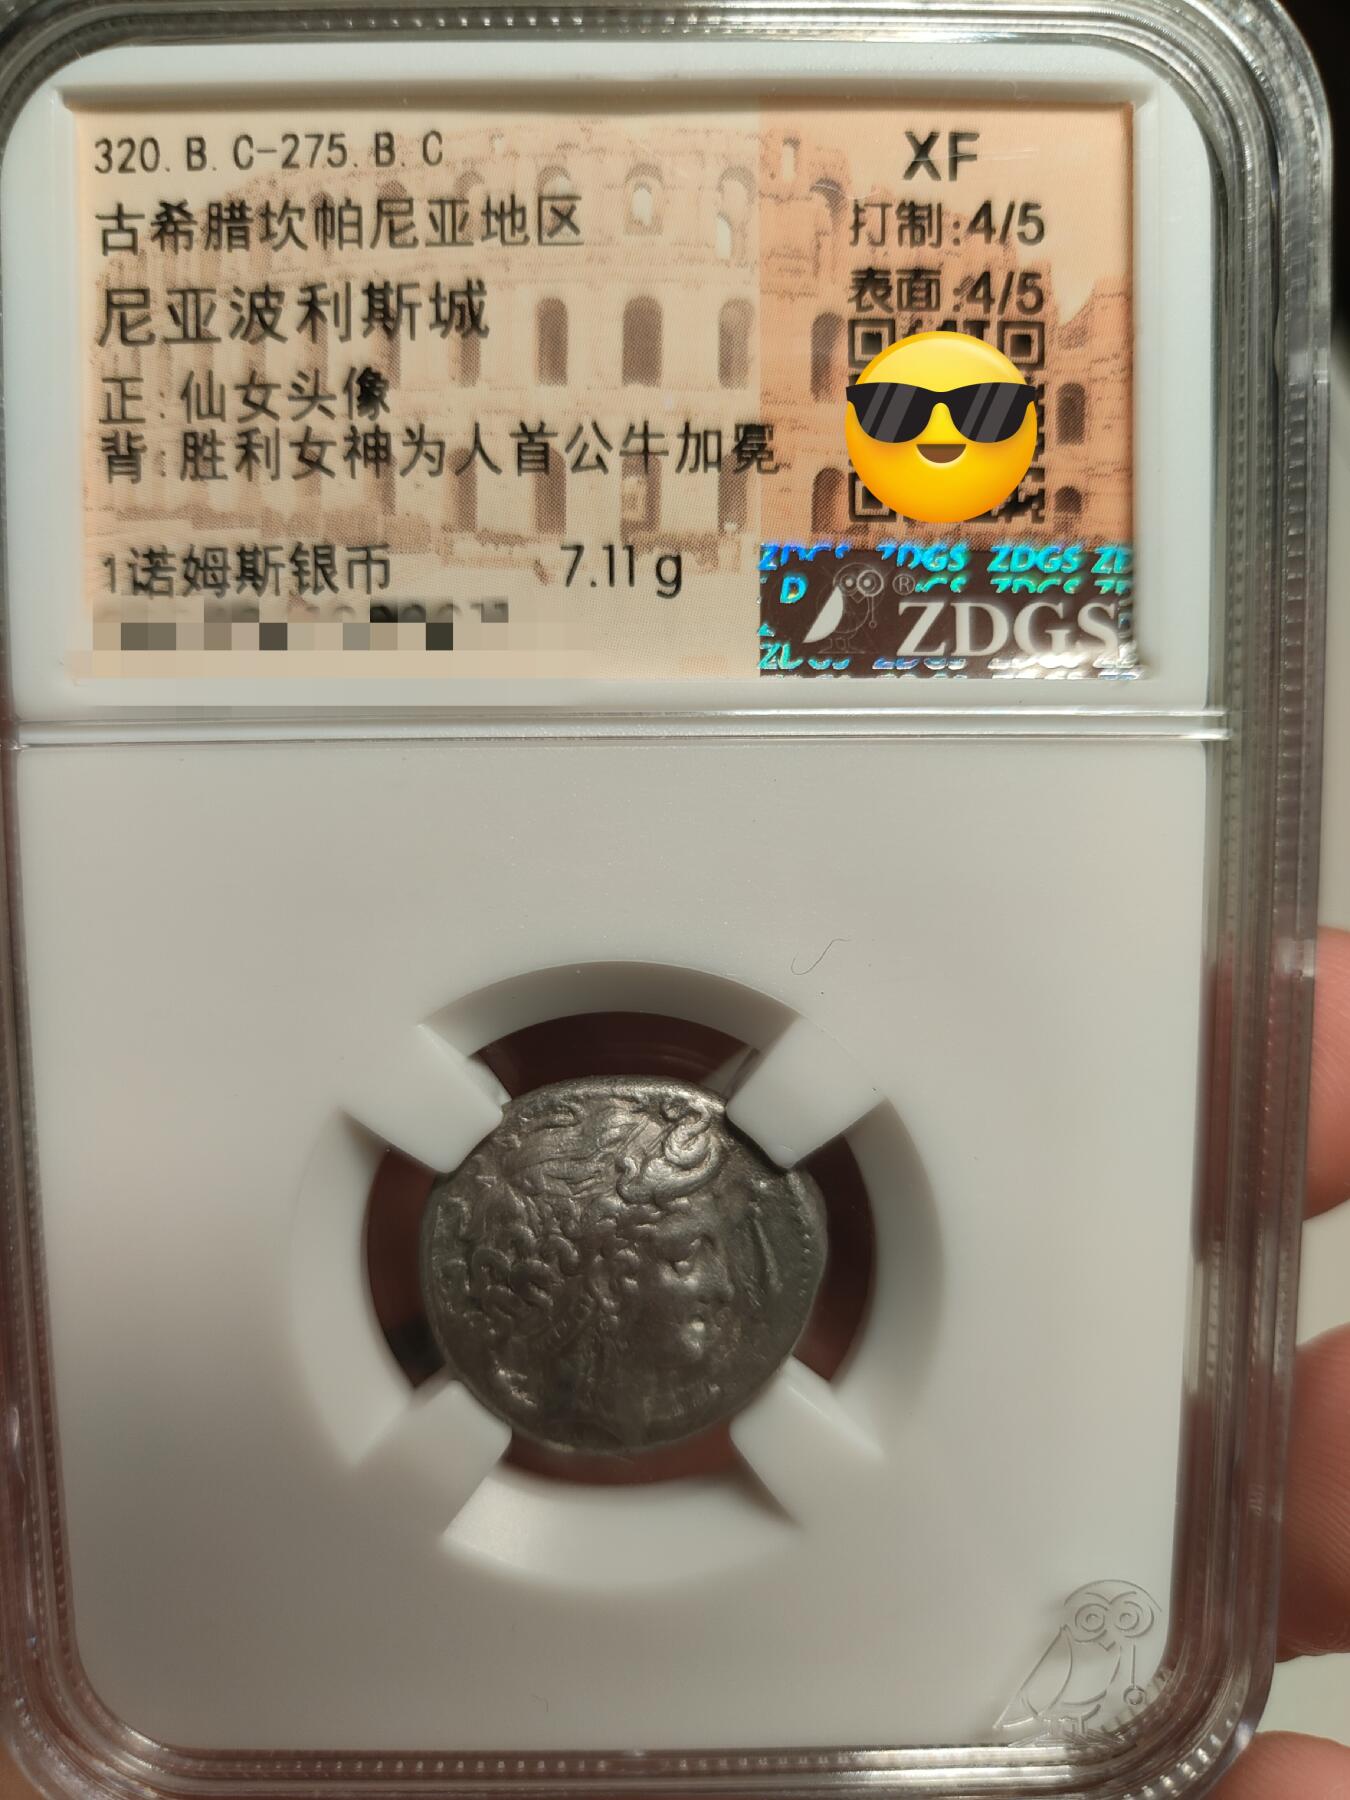 320.B.C-275.B.C
古希腊坎帕尼亚地区
尼亚波利斯城
正:仙女头像
背:胜利女神为人首公牛加冕
1诺姆斯银币 7.11g
XF
打制:4/5
表面:4/5
ZDGS ZDGS ZDGS
®
ZDGS